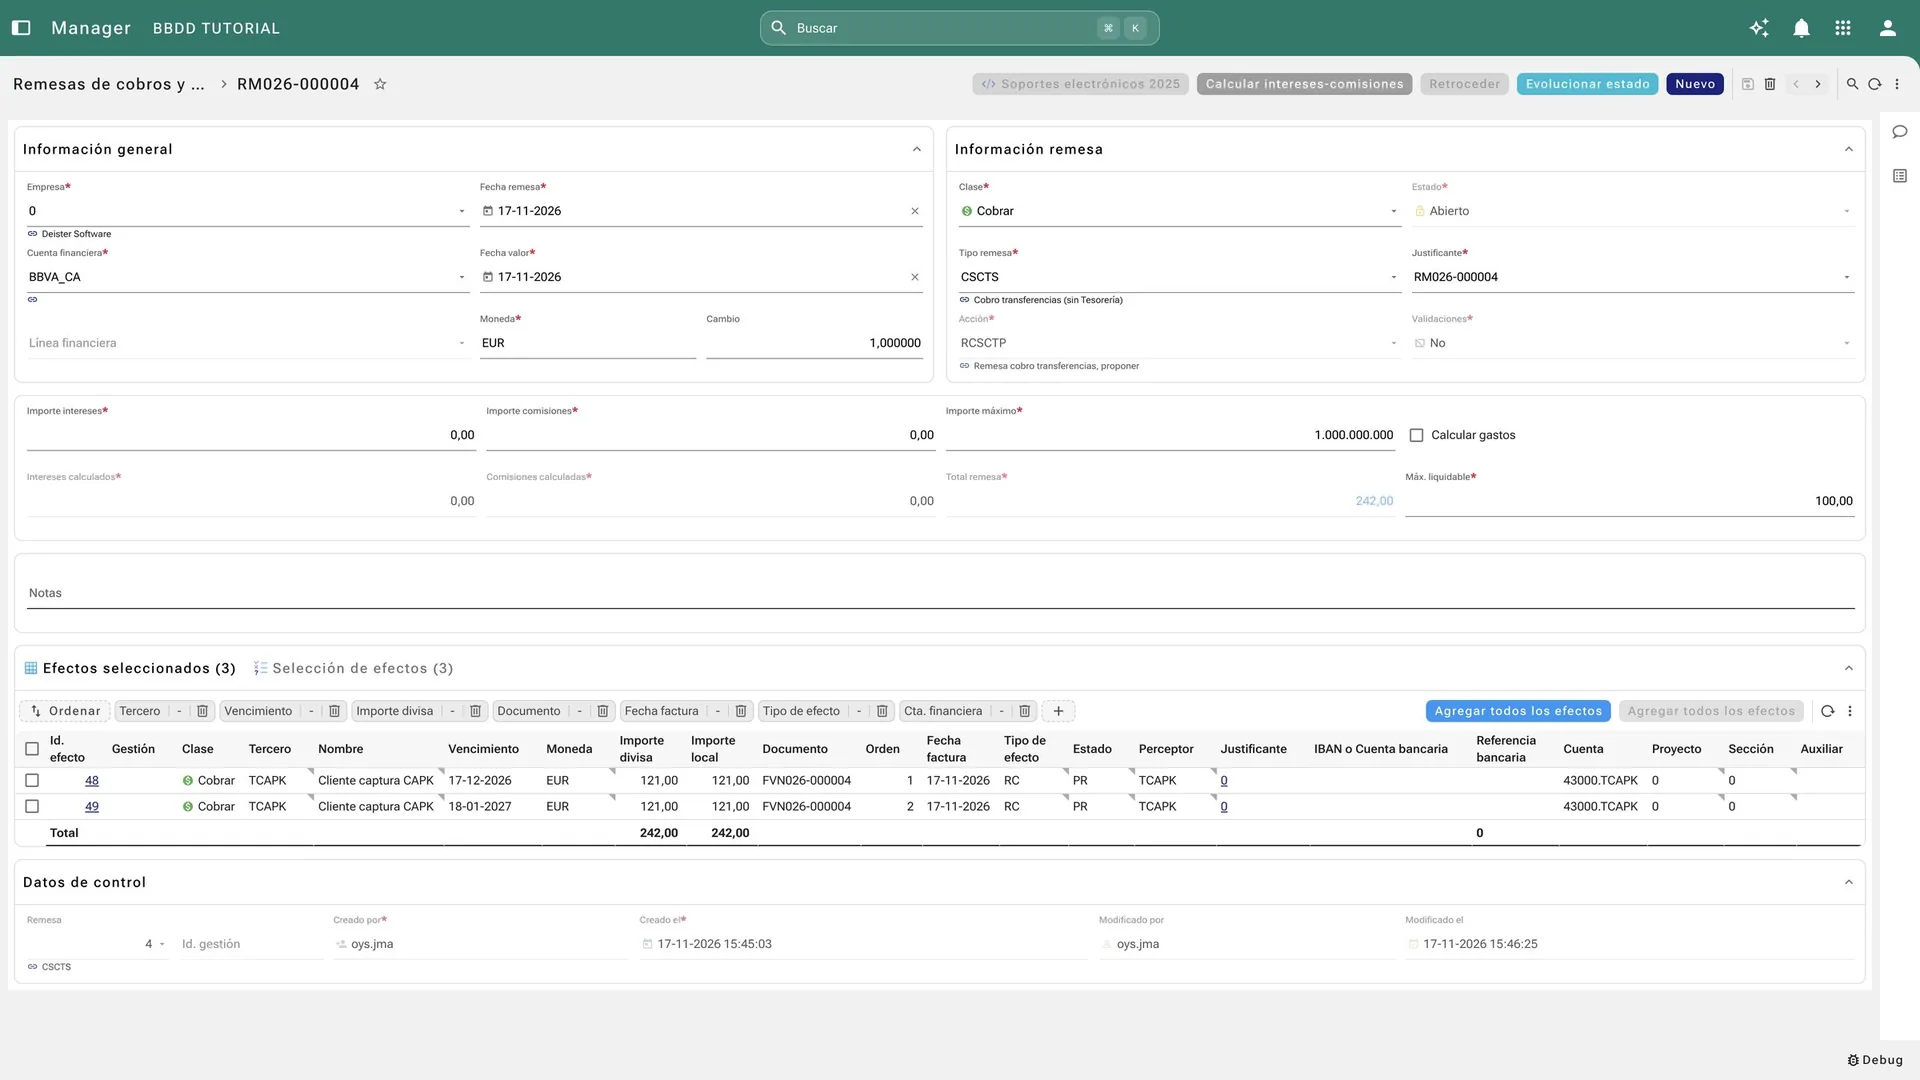 Manager BBDD TUTORIAL Buscar ⌘ K
Remesas de cobros y ... > RM026-000004 </> Soportes electrónicos 2025 Calcular intereses-comisiones Retroceder Evolucionar estado Nuevo
Información general
Empresa* Fecha remesa*
0 17-11-2026
Deister Software
Cuenta financiera* Fecha valor*
BBVA_CA 17-11-2026
Moneda* Cambio
Línea financiera EUR 1,000000
Información remesa
Clase* Estado*
Cobrar Abierto
Tipo remesa* Justificante*
CSCTS RM026-000004
Cobro transferencias (sin Tesorería)
Acción* Validaciones*
RCSCTP No
Remesa cobro transferencias, proponer
Importe intereses* Importe comisiones* Importe máximo*
0,00 0,00 1.000.000.000 Calcular gastos
Intereses calculados* Comisiones calculadas* Total remesa* Máx. liquidable*
0,00 0,00 242,00 100,00
Notas
Efectos seleccionados (3) Selección de efectos (3)
Ordenar Tercero - Vencimiento - Importe divisa - Documento - Fecha factura - Tipo de efecto - Cta. financiera - + Agregar todos los efectos Agregar todos los efectos
Id. efecto Gestión Clase Tercero Nombre Vencimiento Moneda Importe divisa Importe local Documento Orden Fecha factura Tipo de efecto Estado Perceptor Justificante IBAN o Cuenta bancaria Referencia bancaria Cuenta Proyecto Sección Auxiliar
48 Cobrar TCAPK Cliente captura CAPK 17-12-2026 EUR 121,00 121,00 FVN026-000004 1 17-11-2026 RC PR TCAPK 0 43000.TCAPK 0 0
49 Cobrar TCAPK Cliente captura CAPK 18-01-2027 EUR 121,00 121,00 FVN026-000004 2 17-11-2026 RC PR TCAPK 0 43000.TCAPK 0 0
Total 242,00 242,00 0
Datos de control
Remesa Creado por* Creado el* Modificado por Modificado el
4 Id. gestión oys.jma 17-11-2026 15:45:03 oys.jma 17-11-2026 15:46:25
CSCTS
Debug